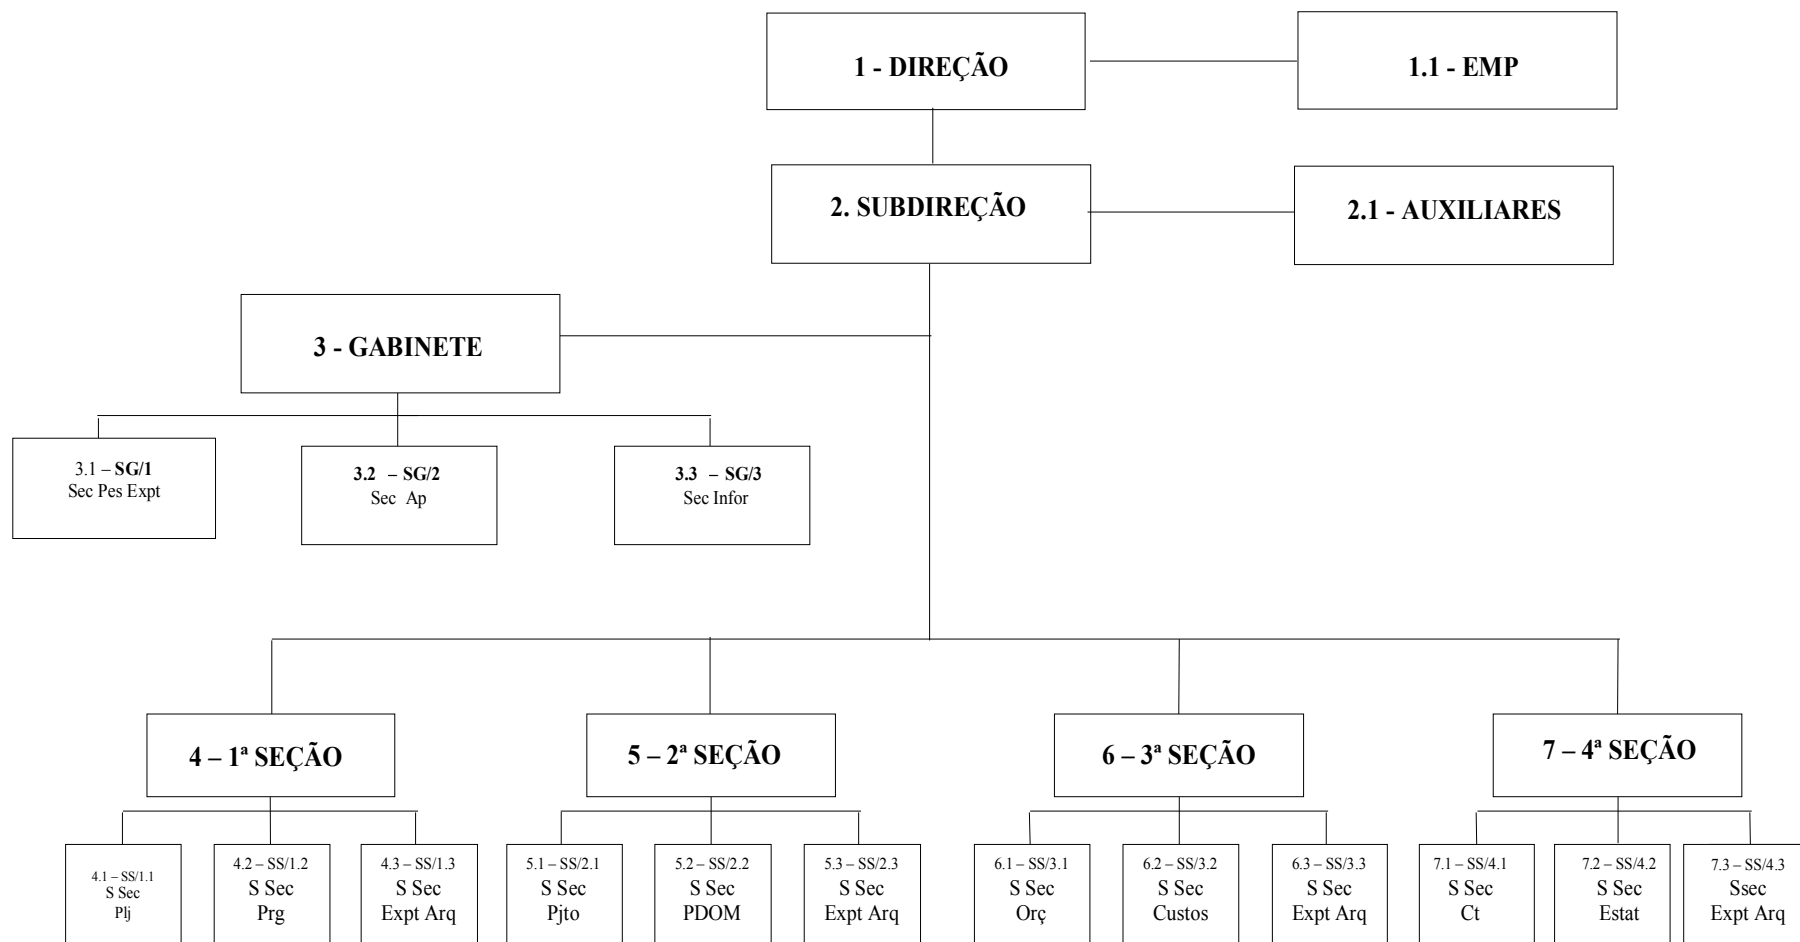 1 - DIREÇÃO
1.1 - EMP
2. SUBDIREÇÃO
2.1 - AUXILIARES
3 - GABINETE
3.1 – SG/1
Sec Pes Expt
3.2 – SG/2
Sec Ap
3.3 – SG/3
Sec Infor
4 – 1ª SEÇÃO
5 – 2ª SEÇÃO
6 – 3ª SEÇÃO
7 – 4ª SEÇÃO
4.1 – SS/1.1
S Sec
Plj
4.2 – SS/1.2
S Sec
Prg
4.3 – SS/1.3
S Sec
Expt Arq
5.1 – SS/2.1
S Sec
Pjto
5.2 – SS/2.2
S Sec
PDOM
5.3 – SS/2.3
S Sec
Expt Arq
6.1 – SS/3.1
S Sec
Orç
6.2 – SS/3.2
S Sec
Custos
6.3 – SS/3.3
S Sec
Expt Arq
7.1 – SS/4.1
S Sec
Ct
7.2 – SS/4.2
S Sec
Estat
7.3 – SS/4.3
Ssec
Expt Arq